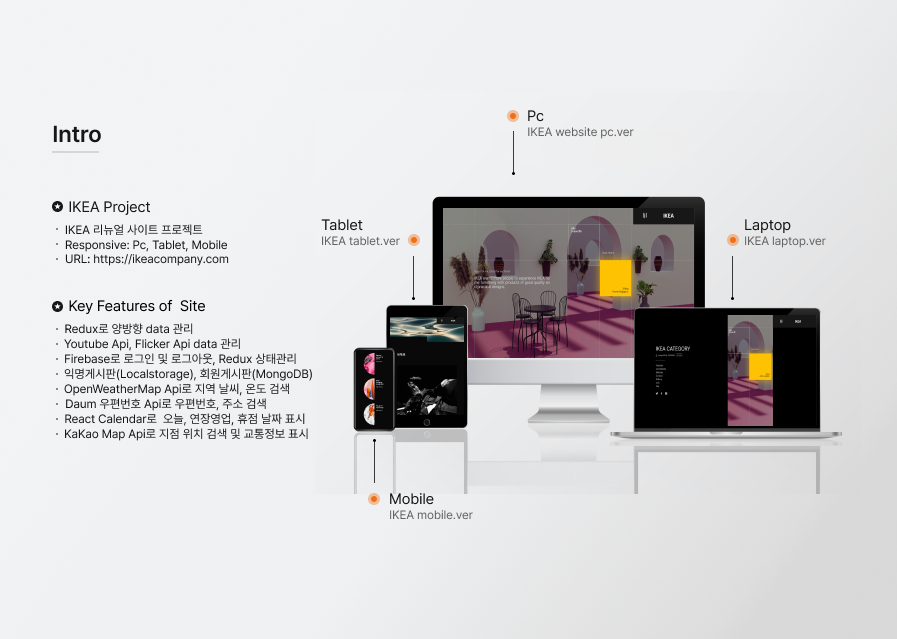 Intro
IKEA Project
· IKEA 리뉴얼 사이트 프로젝트
· Responsive: Pc, Tablet, Mobile
· URL: https://ikeacompany.com
Key Features of Site
· Redux로 양방향 data 관리
· Youtube Api, Flicker Api data 관리
· Firebase로 로그인 및 로그아웃, Redux 상태관리
· 익명게시판(Localstorage), 회원게시판(MongoDB)
· OpenWeatherMap Api로 지역 날씨, 온도 검색
· Daum 우편번호 Api로 우편번호, 주소 검색
· React Calendar로 오늘, 연장영업, 휴점 날짜 표시
· KaKao Map Api로 지점 위치 검색 및 교통정보 표시
Pc
IKEA website pc.ver
Tablet
IKEA tablet.ver
Laptop
IKEA laptop.ver
IKEA
IKEA CATEGORY
Mobile
IKEA mobile.ver